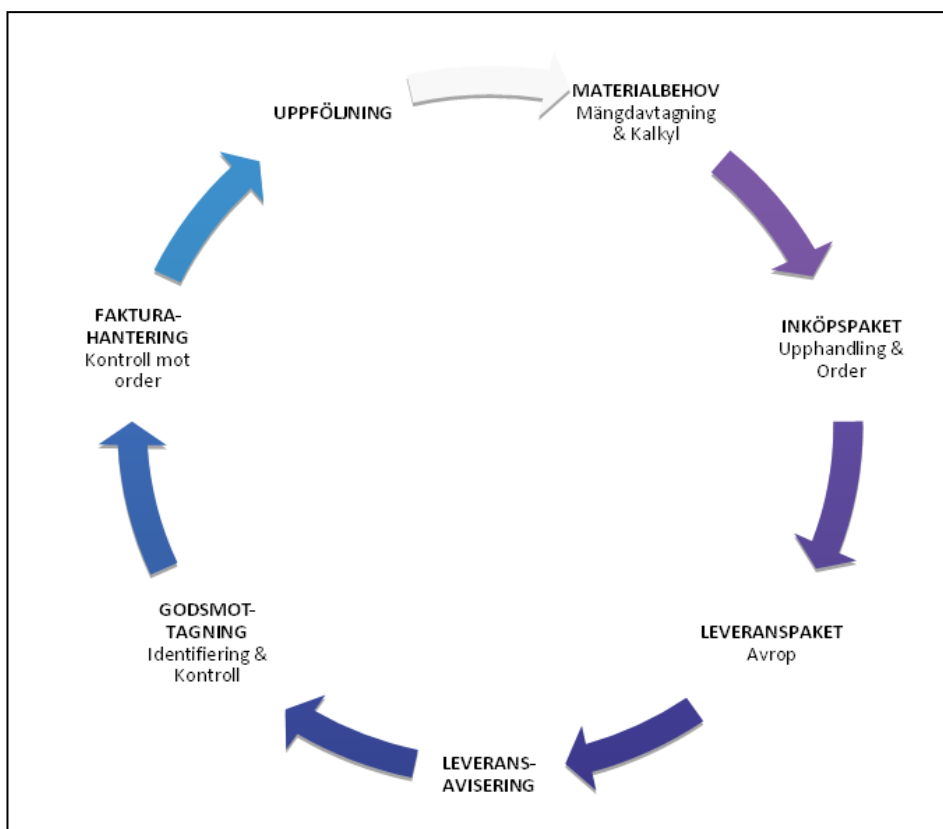 UPPFÖLJNING
MATERIALBEHOV
Mängdavtagning
& Kalkyl
INKÖPSPAKET
Upphandling &
Order
LEVERANSPAKET
Avrop
LEVERANS-
AVISERING
GODSMOT-
TAGNING
Identifiering &
Kontroll
FAKTURA-
HANTERING
Kontroll mot
order